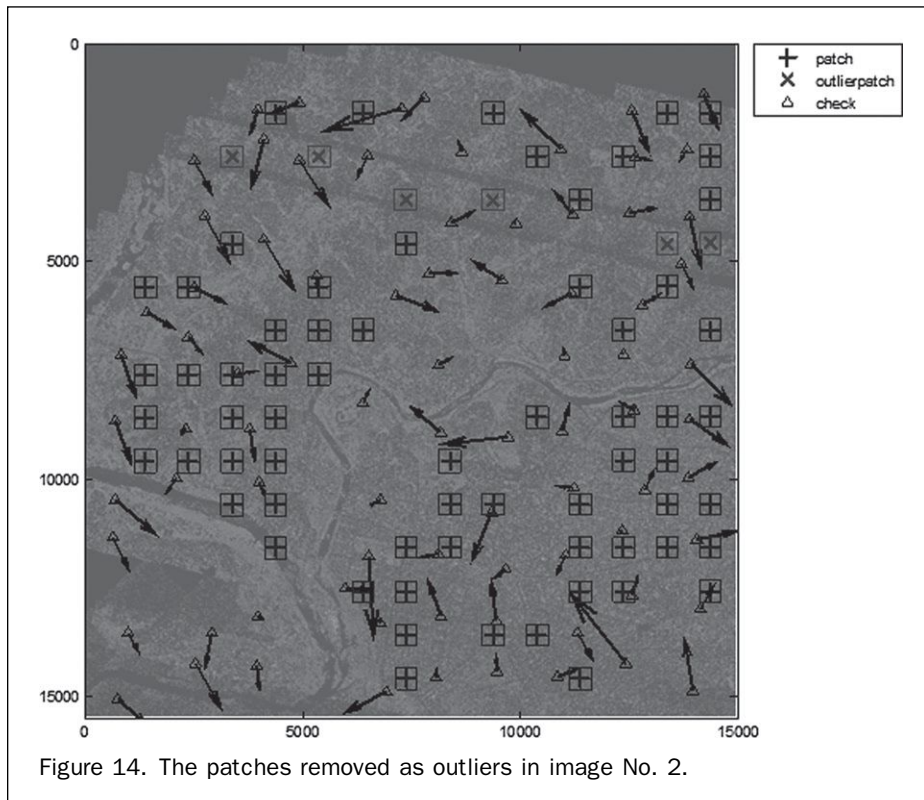 0
5000
10000
15000
0
5000
10000
15000
patch
outlierpatch
check
Figure 14. The patches removed as outliers in image No. 2.